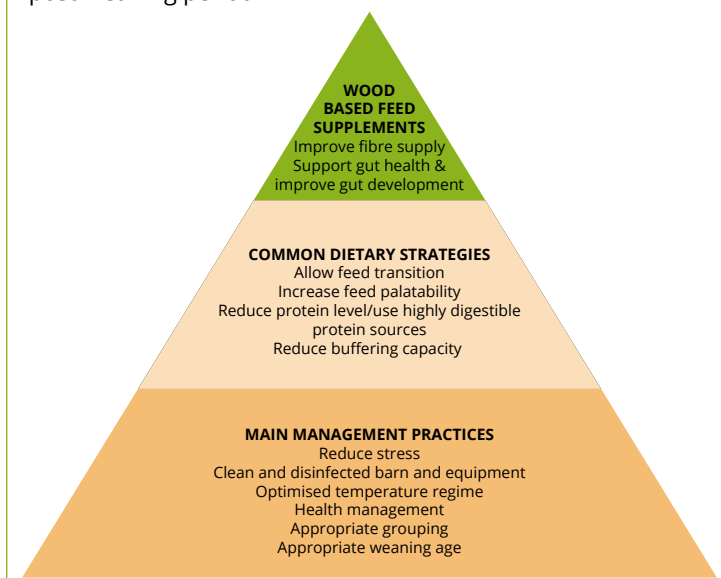 WOOD
BASED FEED
SUPPLEMENTS
Improve fibre supply
Support gut health &
improve gut development
COMMON DIETARY STRATEGIES
Allow feed transition
Increase feed palatability
Reduce protein level/use highly digestible
protein sources
Reduce buffering capacity
MAIN MANAGEMENT PRACTICES
Reduce stress
Clean and disinfected barn and equipment
Optimised temperature regime
Health management
Appropriate grouping
Appropriate weaning age